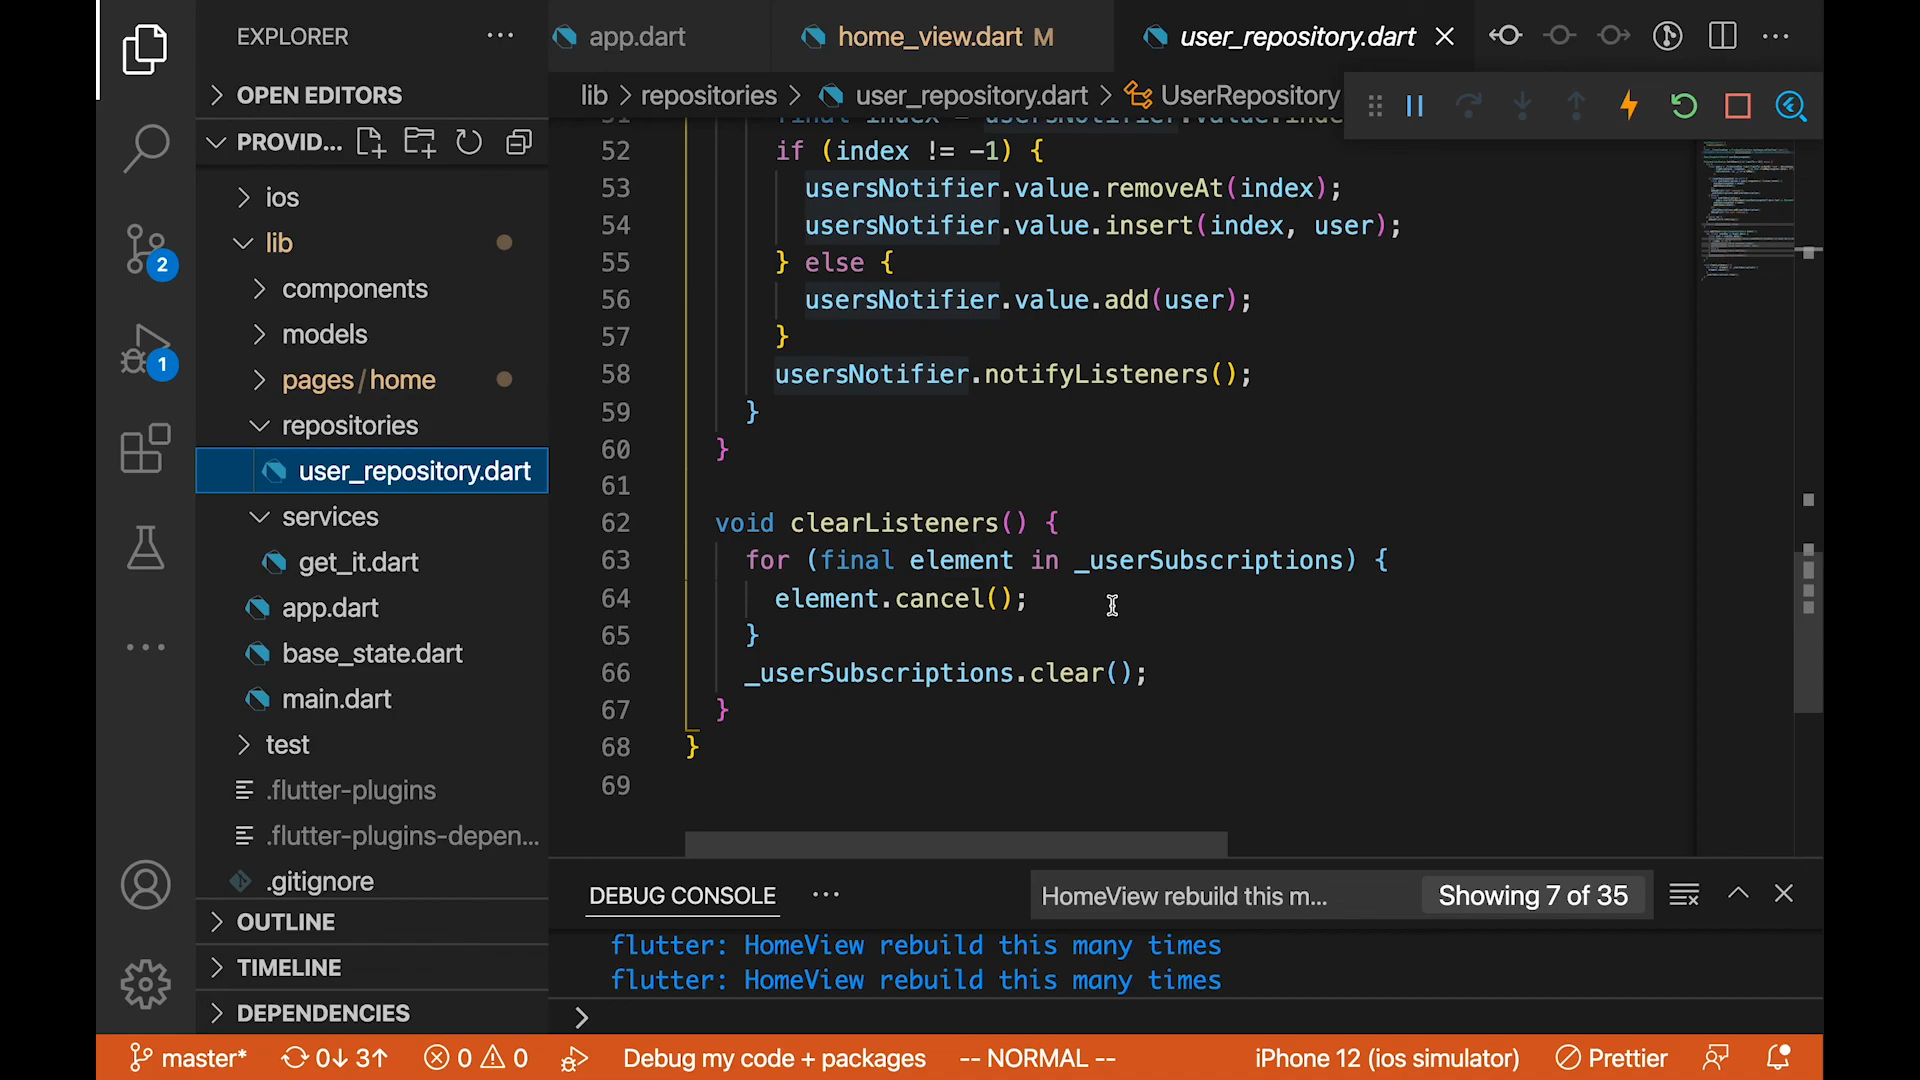 EXPLORER
OPEN EDITORS
PROVID...
ios
lib
components
models
pages / home
repositories
user_repository.dart
services
get_it.dart
app.dart
base_state.dart
main.dart
test
.flutter-plugins
.flutter-plugins-depen...
.gitignore
OUTLINE
TIMELINE
DEPENDENCIES
2
1
app.dart
home_view.dart M
user_repository.dart
lib > repositories > user_repository.dart > UserRepository
51 final index = usersNotifier.value.inde
52 if (index != -1) {
53 usersNotifier.value.removeAt(index);
54 usersNotifier.value.insert(index, user);
55 } else {
56 usersNotifier.value.add(user);
57 }
58 usersNotifier.notifyListeners();
59 }
60 }
61
62 void clearListeners() {
63 for (final element in _userSubscriptions) {
64 element.cancel();
65 }
66 _userSubscriptions.clear();
67 }
68 }
69
DEBUG CONSOLE
HomeView rebuild this m...
Showing 7 of 35
flutter: HomeView rebuild this many times
flutter: HomeView rebuild this many times
master* 0↓ 3↑ 0 0 Debug my code + packages -- NORMAL -- iPhone 12 (ios simulator) Prettier